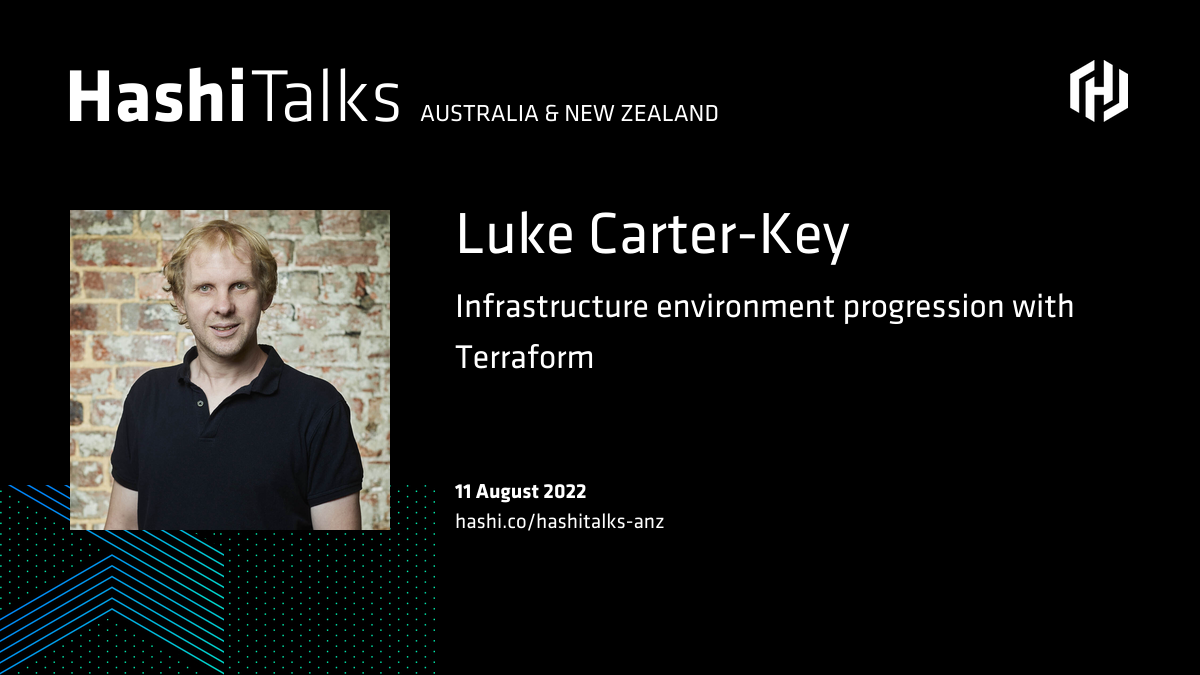 HashiTalks AUSTRALIA & NEW ZEALAND
Luke Carter-Key
Infrastructure environment progression with
Terraform
11 August 2022
hashi.co/hashitalks-anz